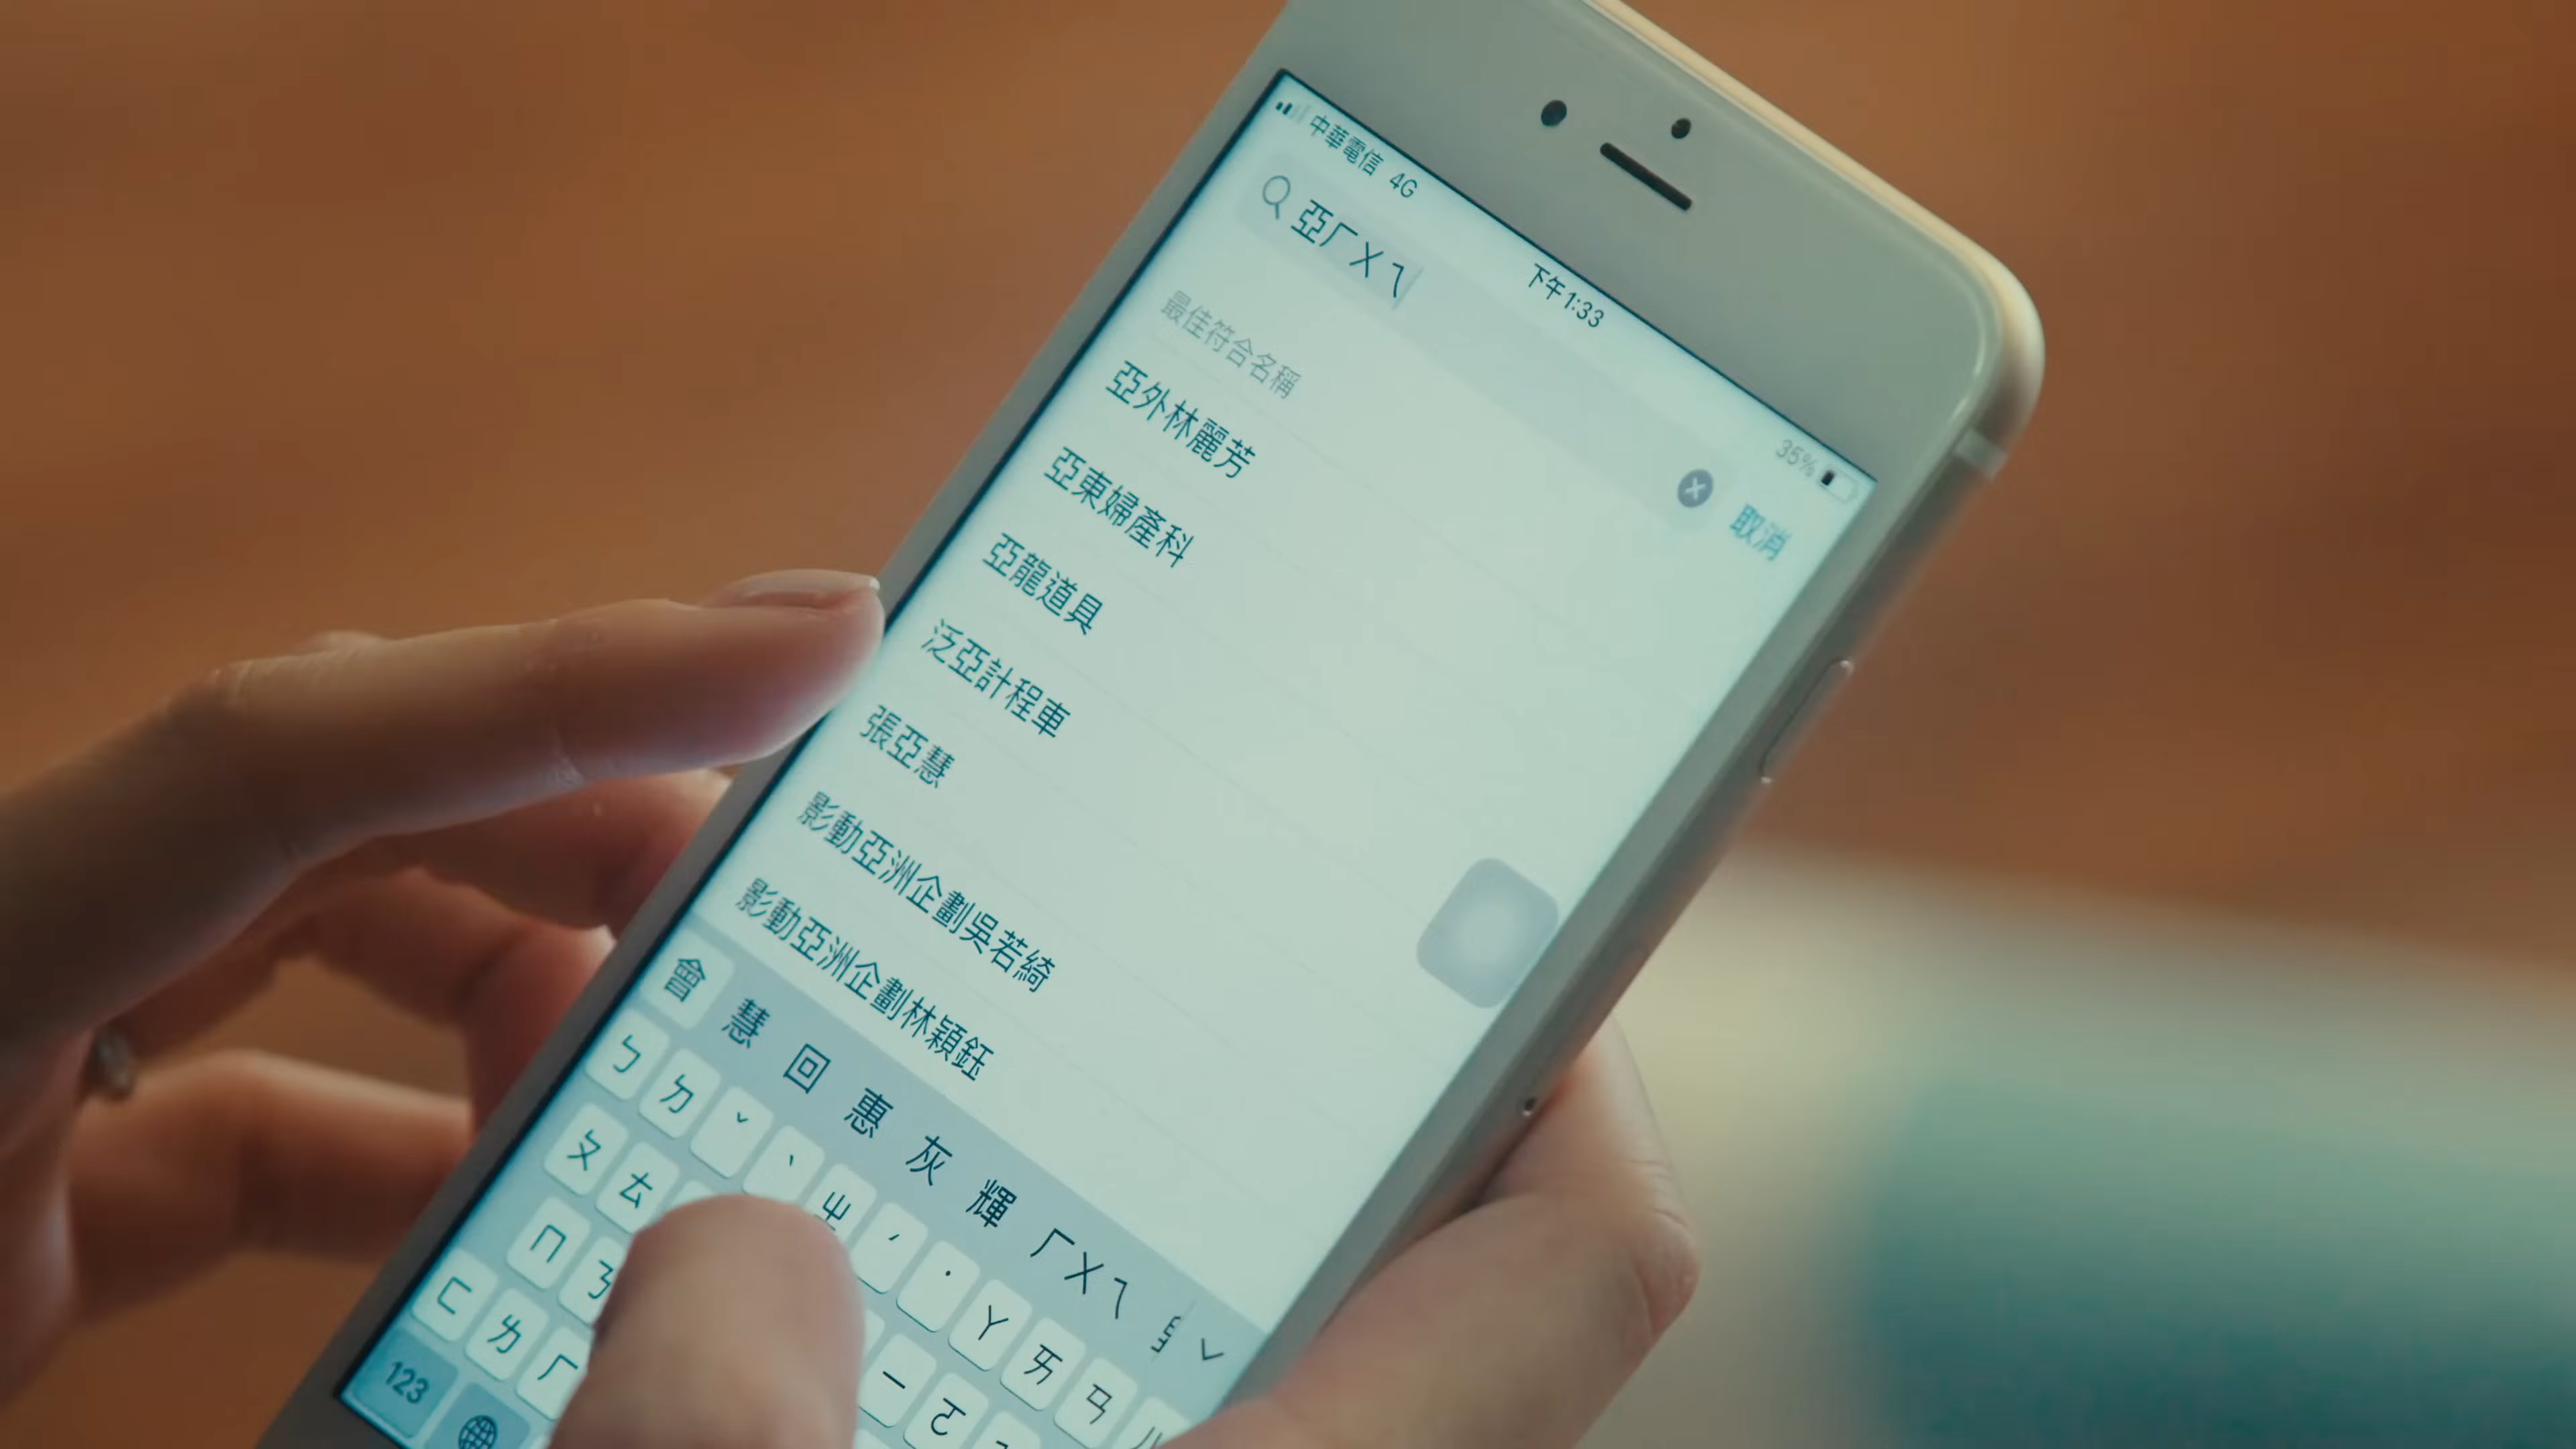 中華電信 4G 下午1:33 35%
亞ㄏㄨㄟ 取消
最佳符合名稱
亞外林麗芳
亞東婦產科
亞龍道具
泛亞計程車
張亞慧
影動亞洲企劃吳若綺
影動亞洲企劃林穎鈺
會 慧 回 惠 灰 輝 ㄏㄨㄟ
ㄅ ㄉ ˇ ˋ ㄓ ˊ ˙ ㄚ ㄞ ㄢ ㄦ
ㄆ ㄊ ㄧ ㄛ
ㄇ ㄋ
ㄈ ㄌ ㄏ
123